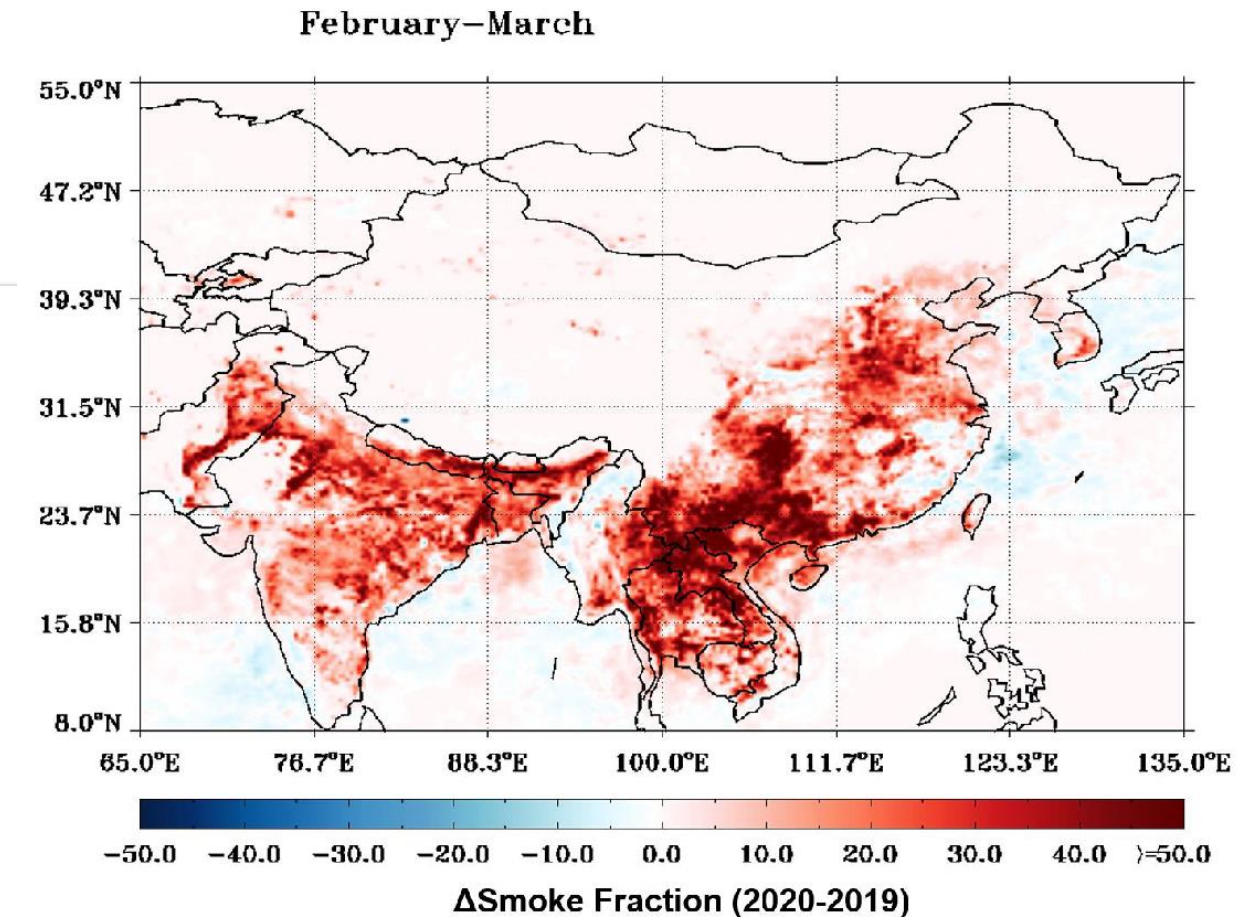 February-March
55.0°N
47.2°N
39.3°N
31.5°N
23.7°N
15.8°N
8.0°N
65.0°E 76.7°E 88.3°E 100.0°E 111.7°E 123.3°E 135.0°E
-50.0 -40.0 -30.0 -20.0 -10.0 0.0 10.0 20.0 30.0 40.0 >=50.0
ΔSmoke Fraction (2020-2019)